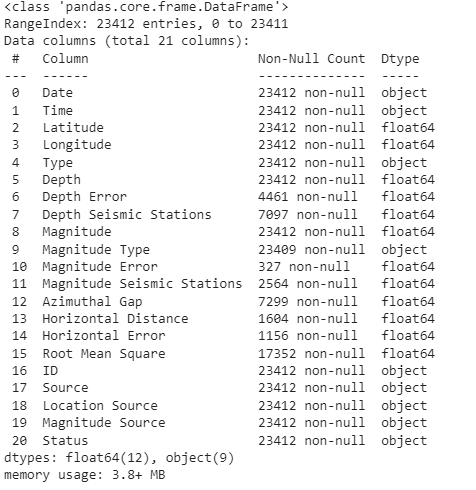 <class 'pandas.core.frame.DataFrame'>
RangeIndex: 23412 entries, 0 to 23411
Data columns (total 21 columns):
 #   Column                      Non-Null Count  Dtype
---  ------                      --------------  -----
 0   Date                        23412 non-null  object
 1   Time                        23412 non-null  object
 2   Latitude                    23412 non-null  float64
 3   Longitude                   23412 non-null  float64
 4   Type                        23412 non-null  object
 5   Depth                       23412 non-null  float64
 6   Depth Error                 4461 non-null   float64
 7   Depth Seismic Stations      7097 non-null   float64
 8   Magnitude                   23412 non-null  float64
 9   Magnitude Type              23409 non-null  object
 10  Magnitude Error             327 non-null    float64
 11  Magnitude Seismic Stations  2564 non-null   float64
 12  Azimuthal Gap               7299 non-null   float64
 13  Horizontal Distance         1604 non-null   float64
 14  Horizontal Error            1156 non-null   float64
 15  Root Mean Square            17352 non-null  float64
 16  ID                          23412 non-null  object
 17  Source                      23412 non-null  object
 18  Location Source             23412 non-null  object
 19  Magnitude Source            23412 non-null  object
 20  Status                      23412 non-null  object
dtypes: float64(12), object(9)
memory usage: 3.8+ MB